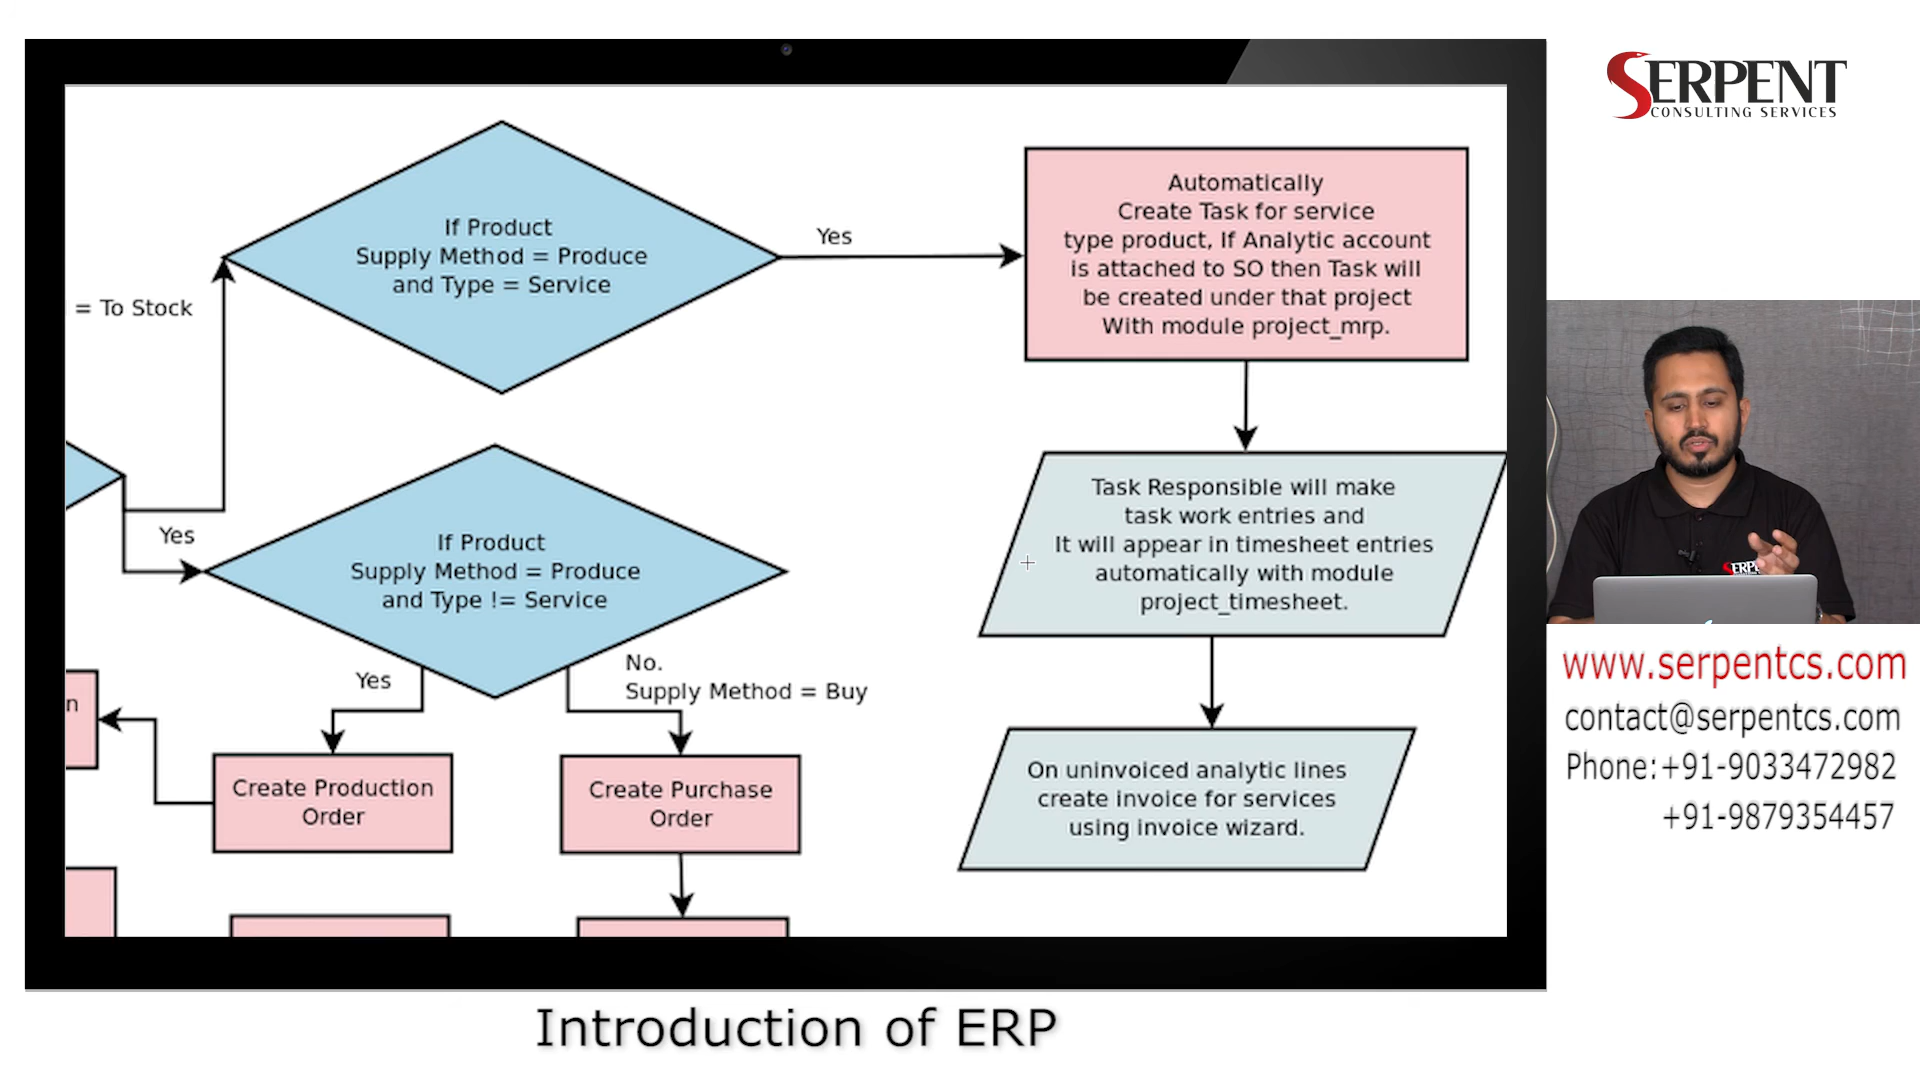 SERPENT
CONSULTING SERVICES
If Product
Supply Method = Produce
and Type = Service
Yes
Automatically
Create Task for service
type product, If Analytic account
is attached to SO then Task will
be created under that project
With module project_mrp.
= To Stock
Yes
If Product
Supply Method = Produce
and Type != Service
Task Responsible will make
task work entries and
It will appear in timesheet entries
automatically with module
project_timesheet.
Yes
No.
Supply Method = Buy
n
Create Production
Order
Create Purchase
Order
On uninvoiced analytic lines
create invoice for services
using invoice wizard.
SERPE
www.serpentcs.com
contact@serpentcs.com
Phone:+91-9033472982
+91-9879354457
Introduction of ERP